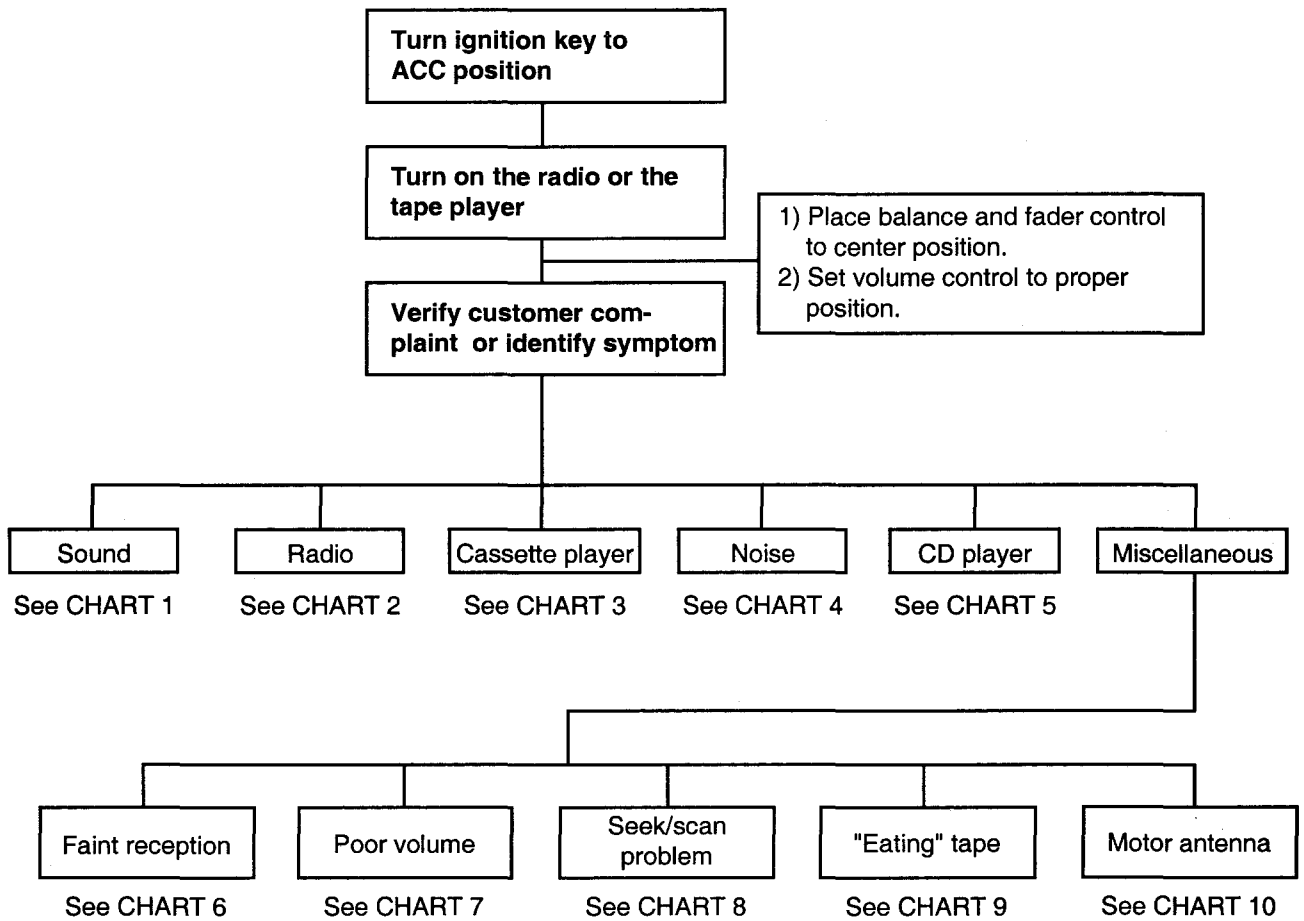 Turn ignition key to
ACC position
Turn on the radio or the
tape player
1) Place balance and fader control
to center position.
2) Set volume control to proper
position.
Verify customer com-
plaint or identify symptom
Sound
See CHART 1
Radio
See CHART 2
Cassette player
See CHART 3
Noise
See CHART 4
CD player
See CHART 5
Miscellaneous
Faint reception
See CHART 6
Poor volume
See CHART 7
Seek/scan
problem
See CHART 8
"Eating" tape
See CHART 9
Motor antenna
See CHART 10